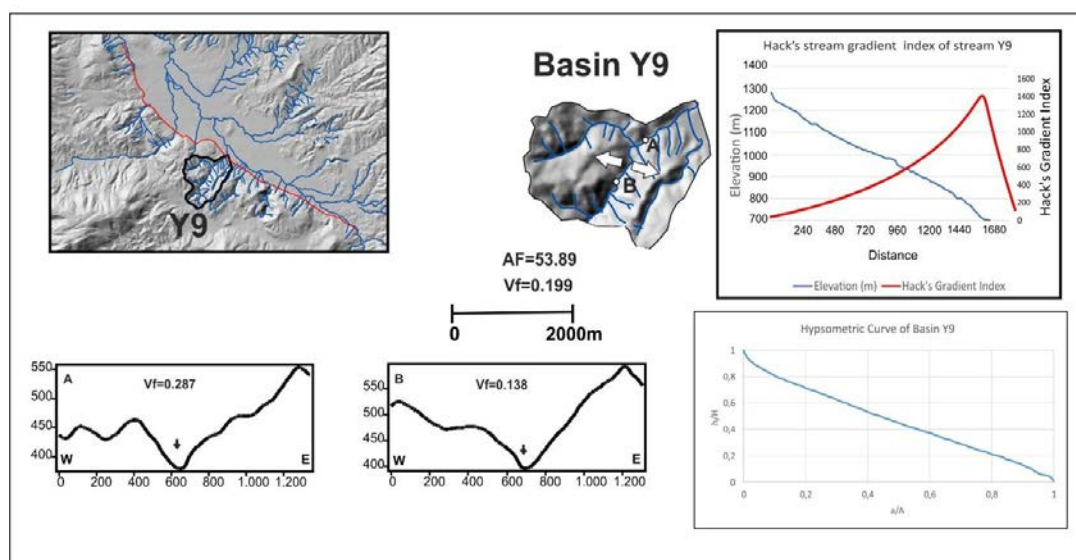 Y9
Basin Y9
A
B
AF=53.89
Vf=0.199
0 2000m
Hack's stream gradient index of stream Y9
Elevation (m)
1400
1300
1200
1100
1000
900
800
700
1600
1400
1200
1000
800
600
400
200
0
Hack's Gradient Index
240 480 720 960 1200 1440 1680
Distance
Elevation (m) Hack's Gradient Index
A
Vf=0.287
550
500
450
400
W E
0 200 400 600 800 1.000 1.200
B
Vf=0.138
550
500
450
400
W E
0 200 400 600 800 1.000 1.200
Hypsometric Curve of Basin Y9
h/H
1
0,8
0,6
0,4
0,2
0
0 0,2 0,4 0,6 0,8 1
a/A